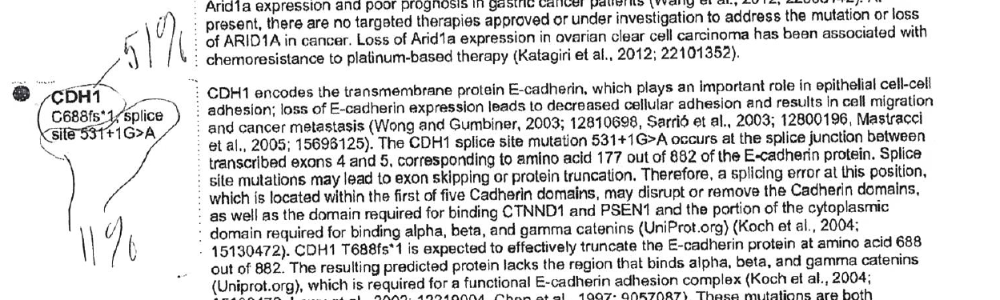 Arid1a expression and poor prognosis in gastric cancer patients (Wang et al., 2012;
present, there are no targeted therapies approved or under investigation to address the mutation or loss
of ARID1A in cancer. Loss of Arid1a expression in ovarian clear cell carcinoma has been associated with
chemoresistance to platinum-based therapy (Katagiri et al., 2012; 22101352).
51%
CDH1
C688fs*1, splice
site 531+1G>A
11%
CDH1 encodes the transmembrane protein E-cadherin, which plays an important role in epithelial cell-cell
adhesion; loss of E-cadherin expression leads to decreased cellular adhesion and results in cell migration
and cancer metastasis (Wong and Gumbiner, 2003; 12810698, Sarrió et al., 2003; 12800196, Mastracci
et al., 2005; 15696125). The CDH1 splice site mutation 531+1G>A occurs at the splice junction between
transcribed exons 4 and 5, corresponding to amino acid 177 out of 882 of the E-cadherin protein. Splice
site mutations may lead to exon skipping or protein truncation. Therefore, a splicing error at this position,
which is located within the first of five Cadherin domains, may disrupt or remove the Cadherin domains,
as well as the domain required for binding CTNND1 and PSEN1 and the portion of the cytoplasmic
domain required for binding alpha, beta, and gamma catenins (UniProt.org) (Koch et al., 2004;
15130472). CDH1 T688fs*1 is expected to effectively truncate the E-cadherin protein at amino acid 688
out of 882. The resulting predicted protein lacks the region that binds alpha, beta, and gamma catenins
(Uniprot.org), which is required for a functional E-cadherin adhesion complex (Koch et al., 2004;
et al., 1997; 9057087). These mutations are both